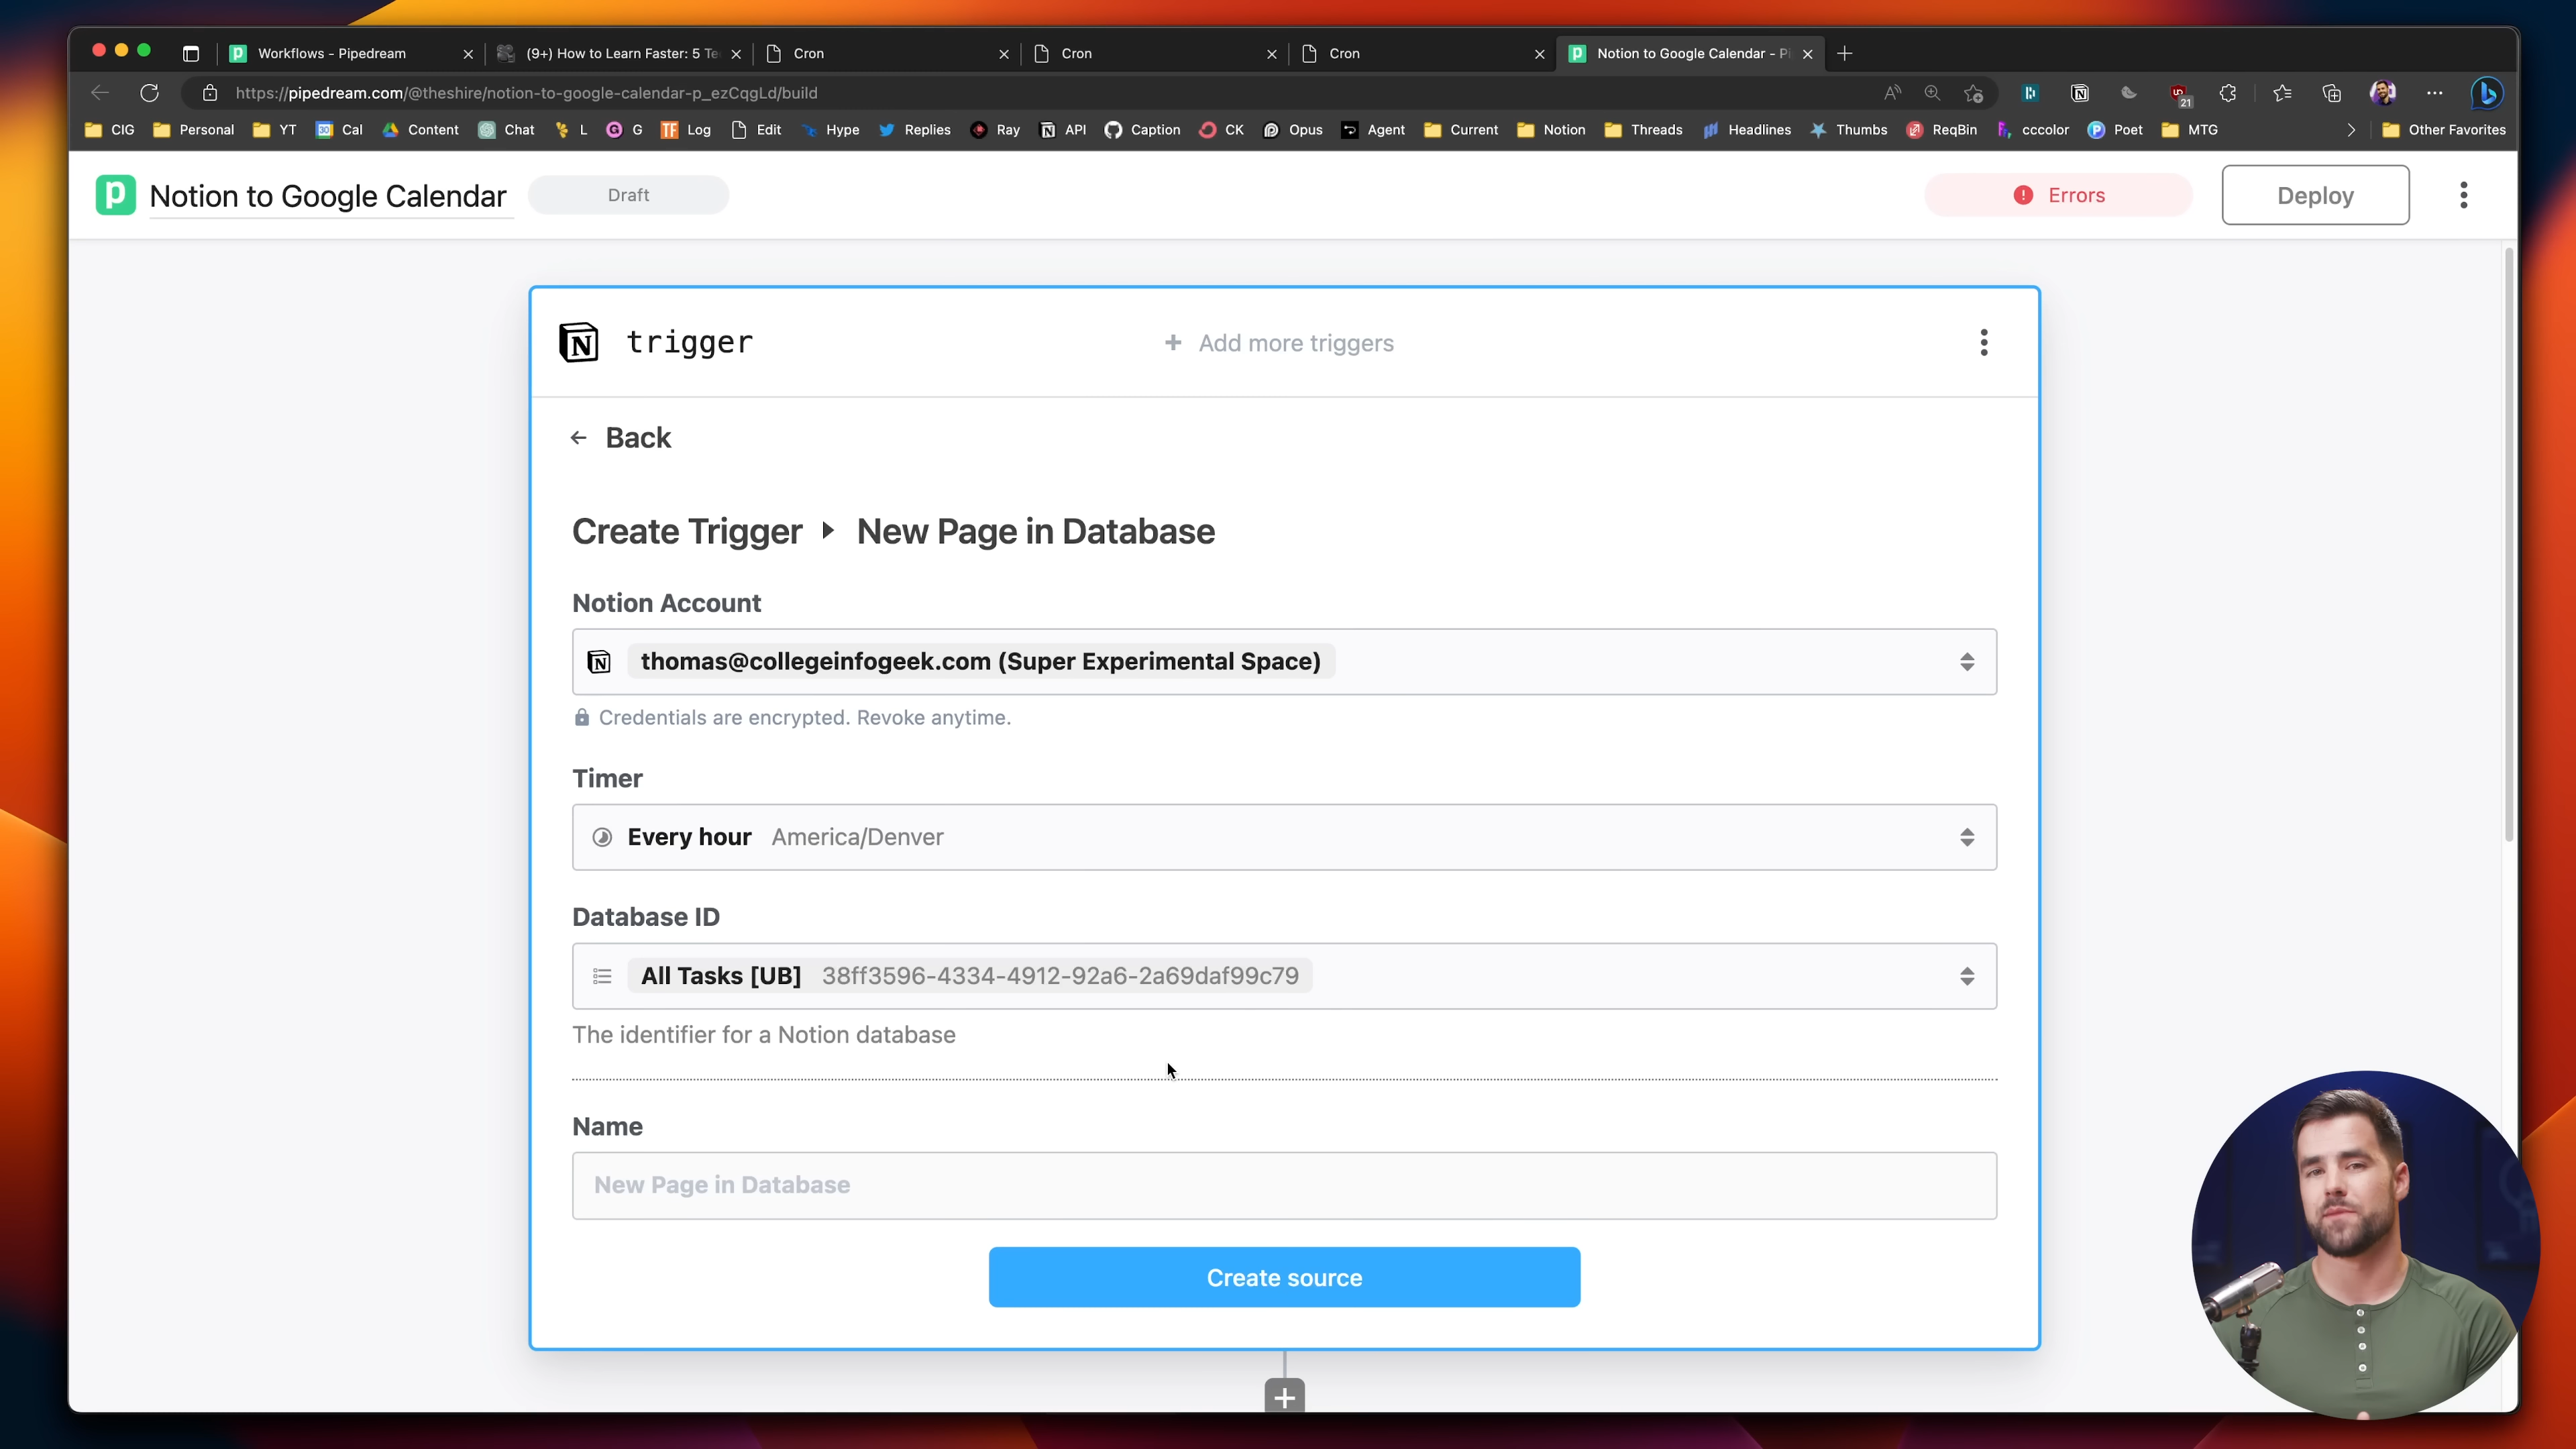 Workflows - Pipedream
(9+) How to Learn Faster: 5 Te
Cron
Cron
Cron
Notion to Google Calendar - Pi
https://pipedream.com/@theshire/notion-to-google-calendar-p_ezCqgLd/build
21
CIG
Personal
YT
30
Cal
Content
Chat
L
G
G
TF
Log
Edit
Hype
Replies
Ray
API
Caption
CK
Opus
Agent
Current
Notion
Threads
Headlines
Thumbs
ReqBin
cccolor
Poet
MTG
Other Favorites
Notion to Google Calendar
Draft
Errors
Deploy
trigger
+ Add more triggers
Back
Create Trigger
New Page in Database
Notion Account
thomas@collegeinfogeek.com (Super Experimental Space)
Credentials are encrypted. Revoke anytime.
Timer
Every hour America/Denver
Database ID
All Tasks [UB] 38ff3596-4334-4912-92a6-2a69daf99c79
The identifier for a Notion database
Name
New Page in Database
Create source